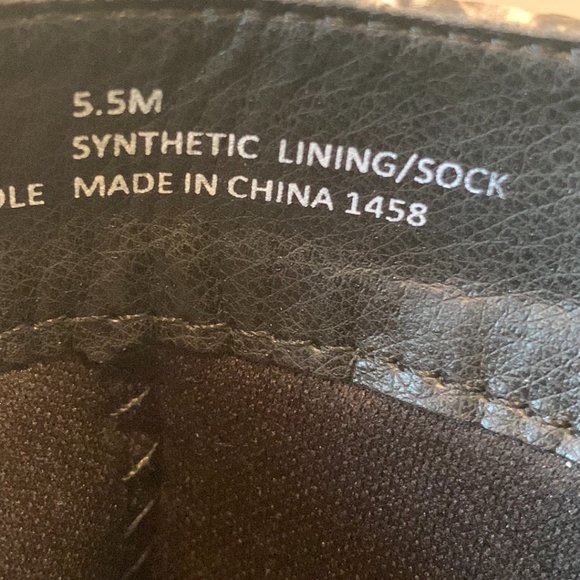 5.5M
SYNTHETIC LINING/SOCK
OLE MADE IN CHINA 1458